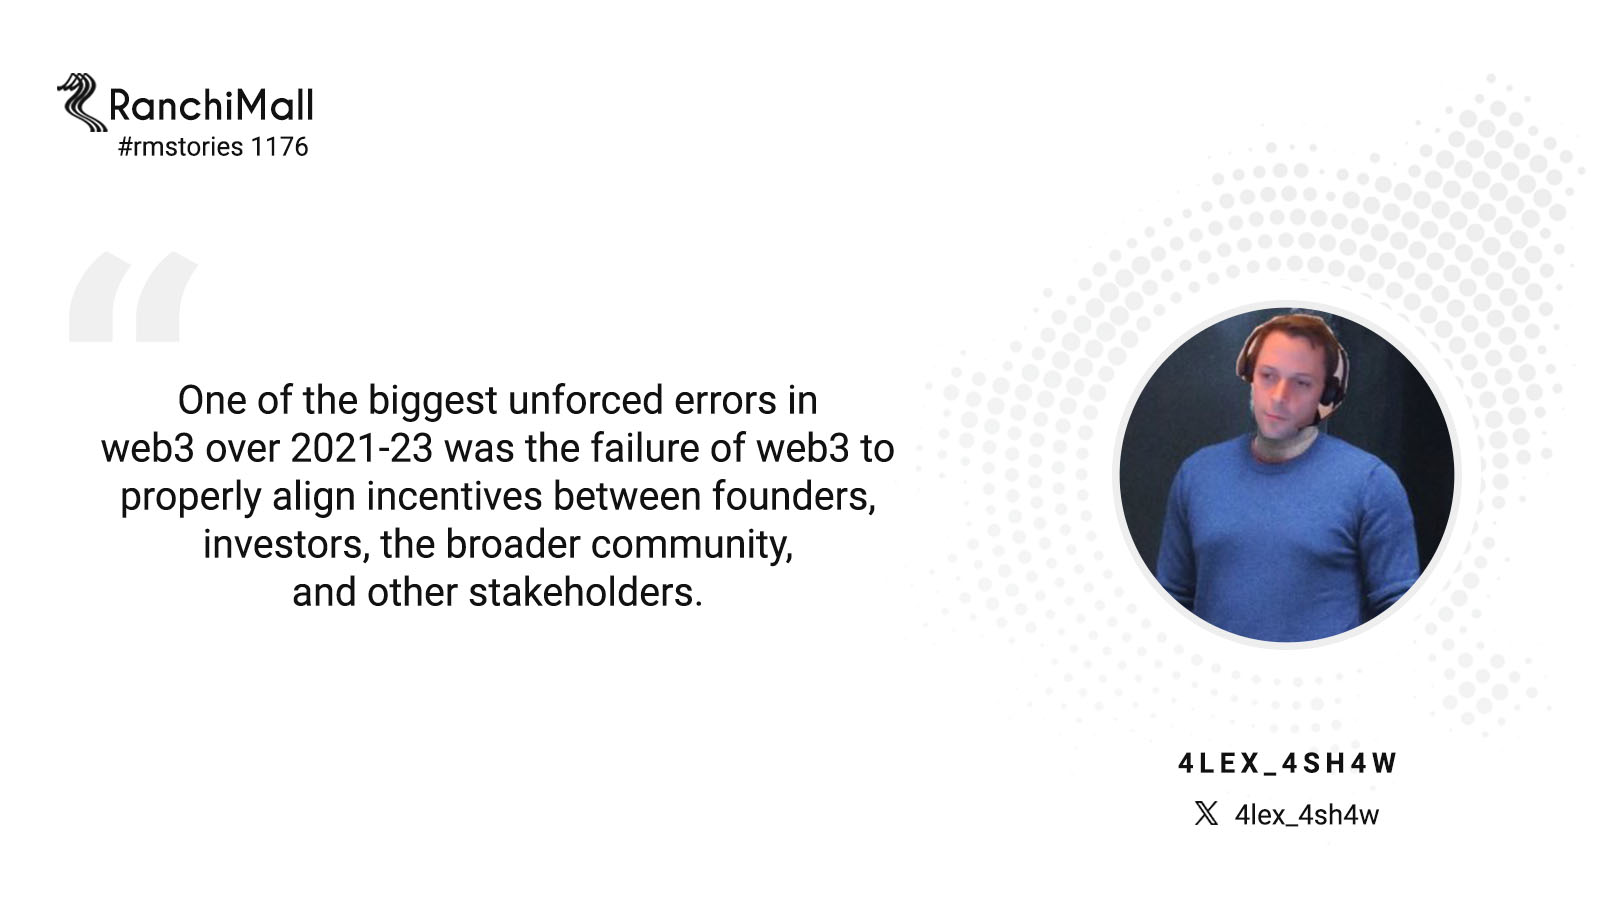 RanchiMall
#rmstories 1176
“
One of the biggest unforced errors in
web3 over 2021-23 was the failure of web3 to
properly align incentives between founders,
investors, the broader community,
and other stakeholders.
4LEX_4SH4W
𝕏 4lex_4sh4w